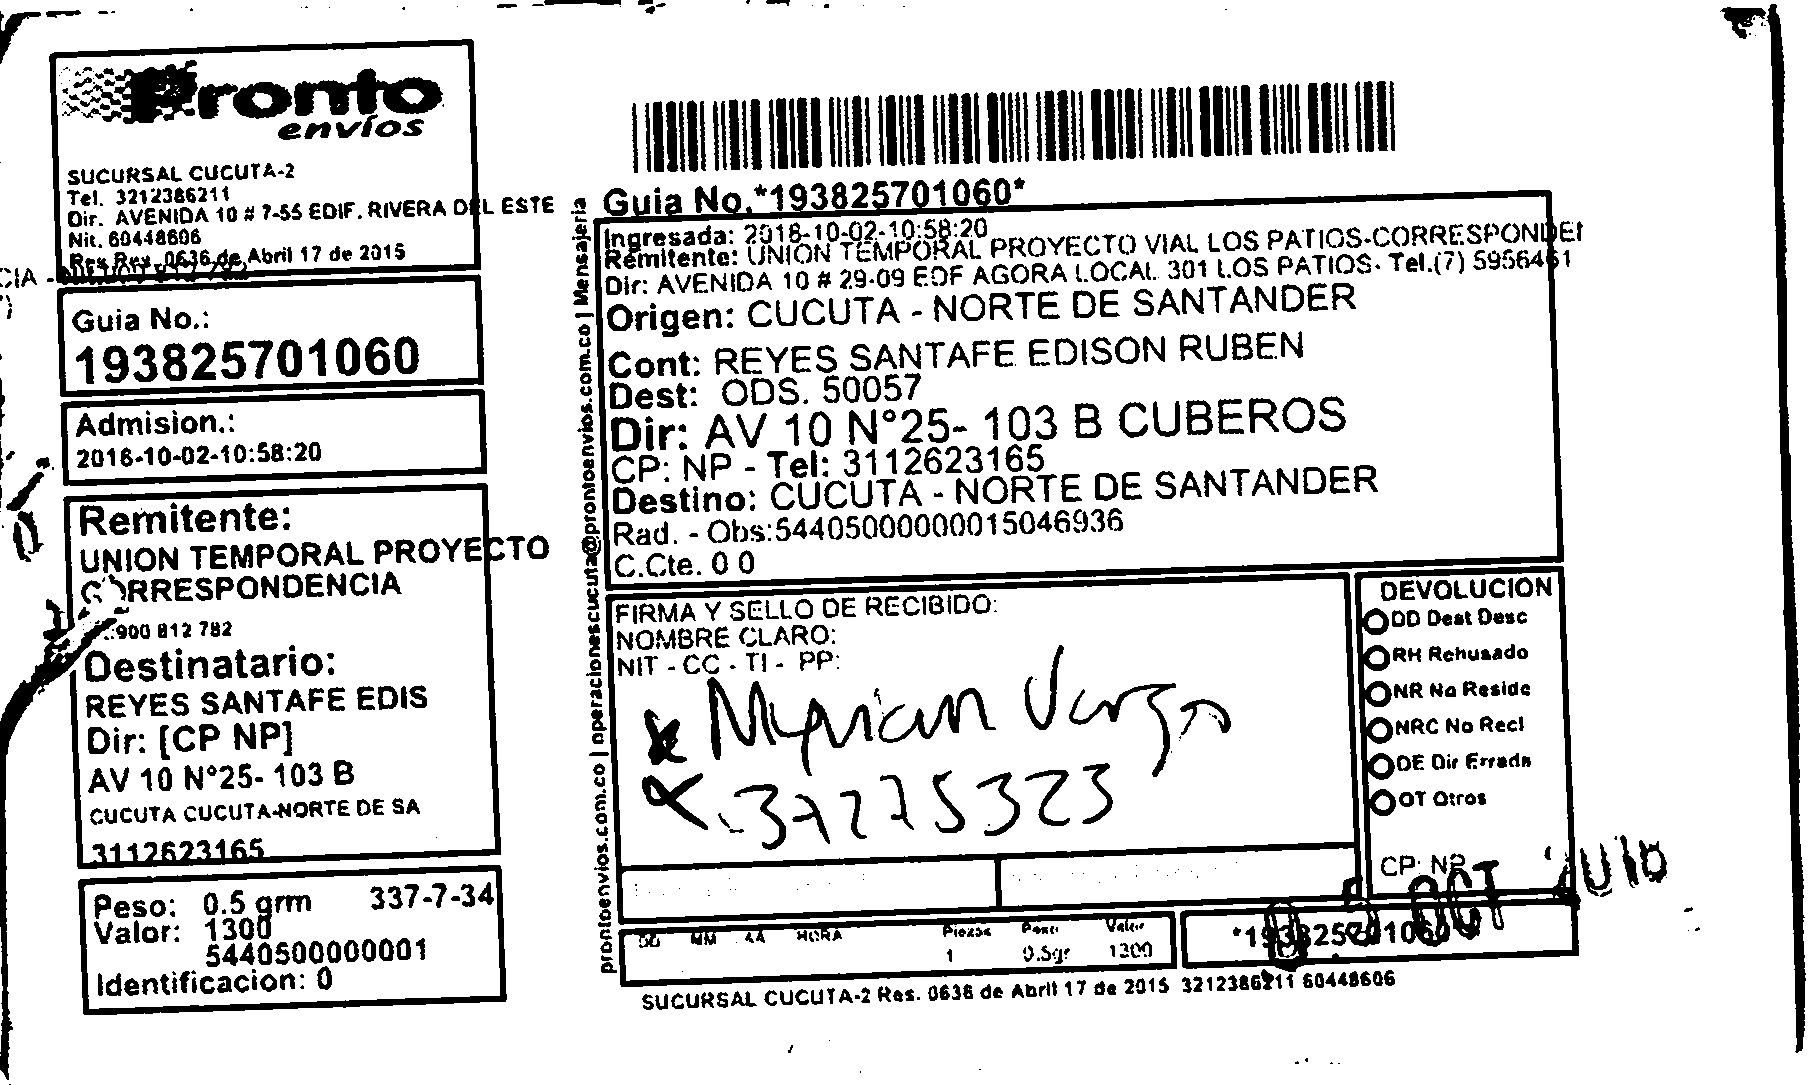 Pronto
envíos
SUCURSAL CUCUTA-2
Tel. 3212386211
Dir. AVENIDA 10 # 7-55 EDIF. RIVERA DEL ESTE
Nit. 60448606
Res Res. 0636 de Abril 17 de 2015
Guia No.:
193825701060
Admision.:
2018-10-02-10:58:20
Remitente:
UNION TEMPORAL PROYECTO
CORRESPONDENCIA
900 812 782
Destinatario:
REYES SANTAFE EDIS
Dir: [CP NP]
AV 10 N°25- 103 B
CUCUTA CUCUTA-NORTE DE SA
3112623165
Peso: 0.5 grm 337-7-34
Valor: 1300
5440500000001
Identificacion: 0
prontoenvios.com.co | operacionescucuta@prontoenvios.com.co | Mensajeria
Guia No.*193825701060*
Ingresada: 2018-10-02-10:58:20
Remitente: UNION TEMPORAL PROYECTO VIAL LOS PATIOS-CORRESPONDEN
Dir: AVENIDA 10 # 29-09 EDF AGORA LOCAL 301 LOS PATIOS- Tel.(7) 5956461
Origen: CUCUTA - NORTE DE SANTANDER
Cont: REYES SANTAFE EDISON RUBEN
Dest: ODS. 50057
Dir: AV 10 N°25- 103 B CUBEROS
CP: NP - Tel: 3112623165
Destino: CUCUTA - NORTE DE SANTANDER
Rad. - Obs:54405000000015046936
C.Cte. 0 0
FIRMA Y SELLO DE RECIBIDO:
NOMBRE CLARO:
NIT - CC - TI - PP:
Myrian Vargas
37275323
DEVOLUCION
DD Dest Desc
RH Rehusado
NR No Reside
NRC No Recl
DE Dir Errada
OT Otros
CP: NP
OCT
DD MM AA HORA Piezas Peso Valor
1 0.5gr 1300
*193825701060*
SUCURSAL CUCUTA-2 Res. 0636 de Abril 17 de 2015 3212386211 60448606